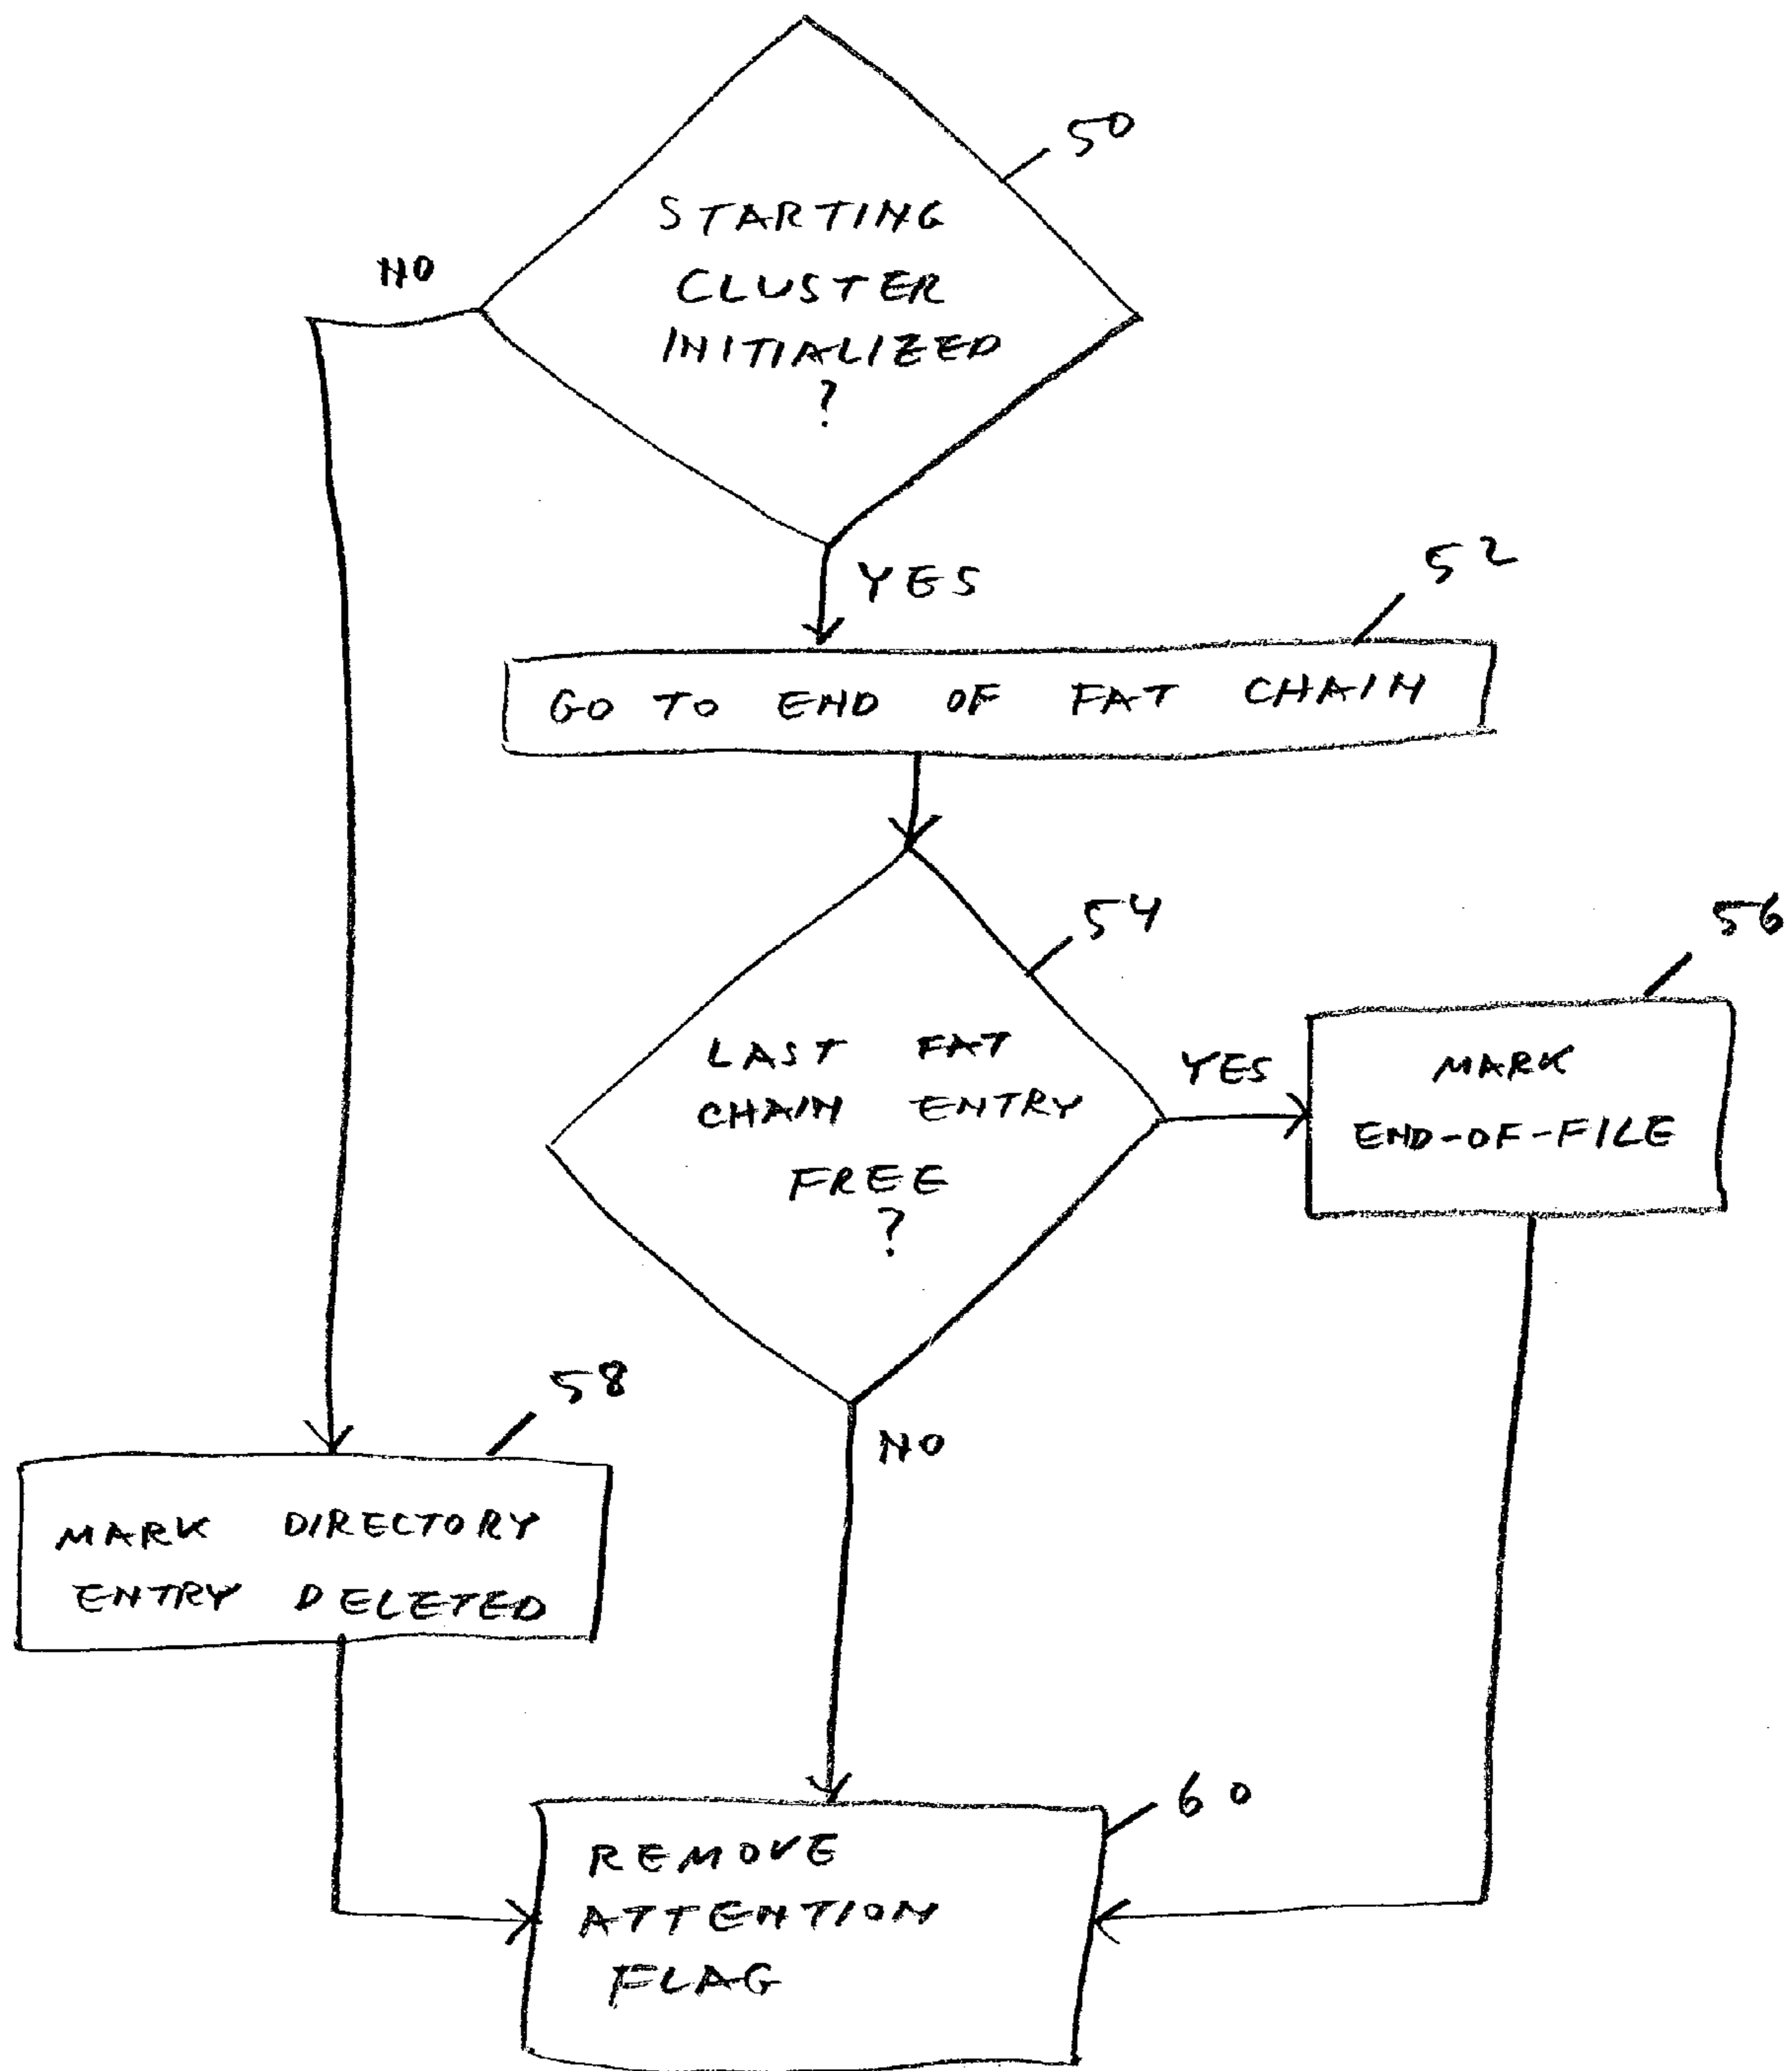 50
STARTING
CLUSTER
INITIALIZED
?
NO
YES
52
GO TO END OF FAT CHAIN
54
56
LAST FAT
CHAIN ENTRY
FREE
?
YES
MARK
END-OF-FILE
NO
58
MARK DIRECTORY
ENTRY DELETED
60
REMOVE
ATTENTION
FLAG